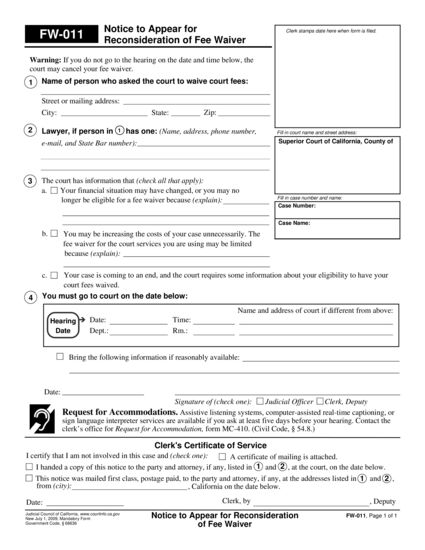 FW-011
Notice to Appear for
Reconsideration of Fee Waiver
Clerk stamps date here when form is filed.
Warning: If you do not go to the hearing on the date and time below, the
court may cancel your fee waiver.
1 Name of person who asked the court to waive court fees:
Street or mailing address:
City: State: Zip:
2 Lawyer, if person in 1 has one: (Name, address, phone number,
e-mail, and State Bar number):
Fill in court name and street address:
Superior Court of California, County of
3 The court has information that (check all that apply):
a. Your financial situation may have changed, or you may no
longer be eligible for a fee waiver because (explain):
Fill in case number and name:
Case Number:
Case Name:
b. You may be increasing the costs of your case unnecessarily. The
fee waiver for the court services you are using may be limited
because (explain):
c. Your case is coming to an end, and the court requires some information about your eligibility to have your
court fees waived.
4 You must go to court on the date below:
Name and address of court if different from above:
Hearing Date ➔ Date: Time:
Dept.: Rm.:
Bring the following information if reasonably available:
Date:
Signature of (check one): Judicial Officer Clerk, Deputy
Request for Accommodations. Assistive listening systems, computer-assisted real-time captioning, or
sign language interpreter services are available if you ask at least five days before your hearing. Contact the
clerk's office for Request for Accommodation, form MC-410. (Civil Code, § 54.8.)
Clerk's Certificate of Service
I certify that I am not involved in this case and (check one): A certificate of mailing is attached.
I handed a copy of this notice to the party and attorney, if any, listed in 1 and 2, at the court, on the date below.
This notice was mailed first class, postage paid, to the party and attorney, if any, at the addresses listed in 1 and 2,
from (city): , California on the date below.
Date: Clerk, by , Deputy
Judicial Council of California, www.courtinfo.ca.gov
New July 1, 2009, Mandatory Form
Government Code, § 68636
Notice to Appear for Reconsideration
of Fee Waiver
FW-011, Page 1 of 1